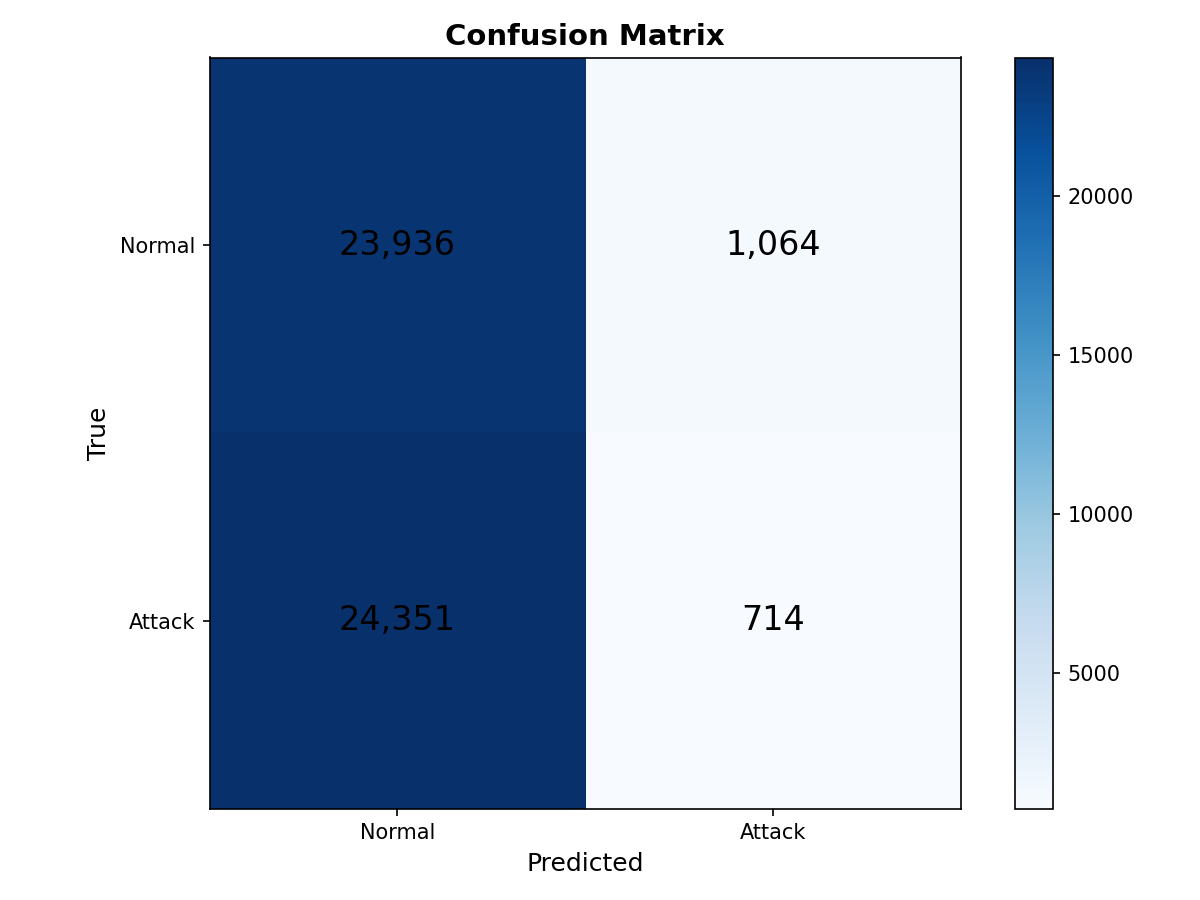 Confusion Matrix
Normal
23,936
1,064
True
Attack
24,351
714
Normal
Attack
Predicted
20000
15000
10000
5000